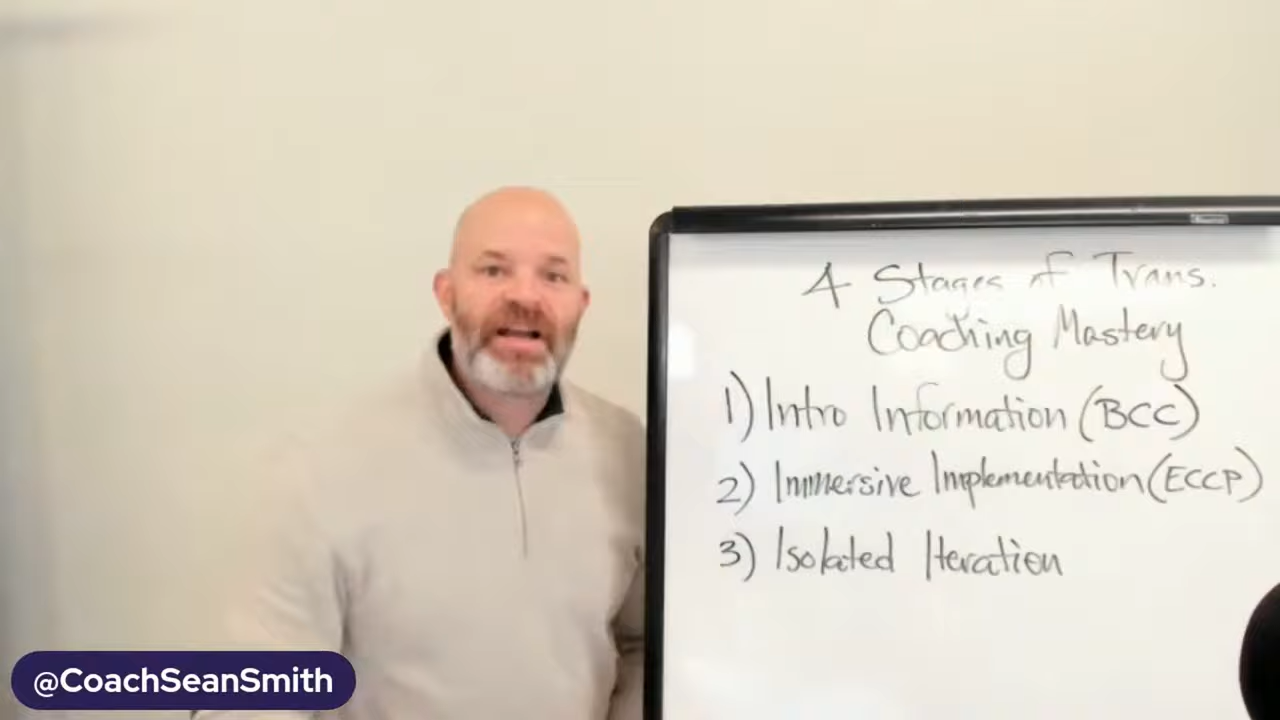 4 Stages of Trans.
Coaching Mastery
1) Intro Information (BCC)
2) Immersive Implementation (ECCP)
3) Isolated Iteration
@CoachSeanSmith